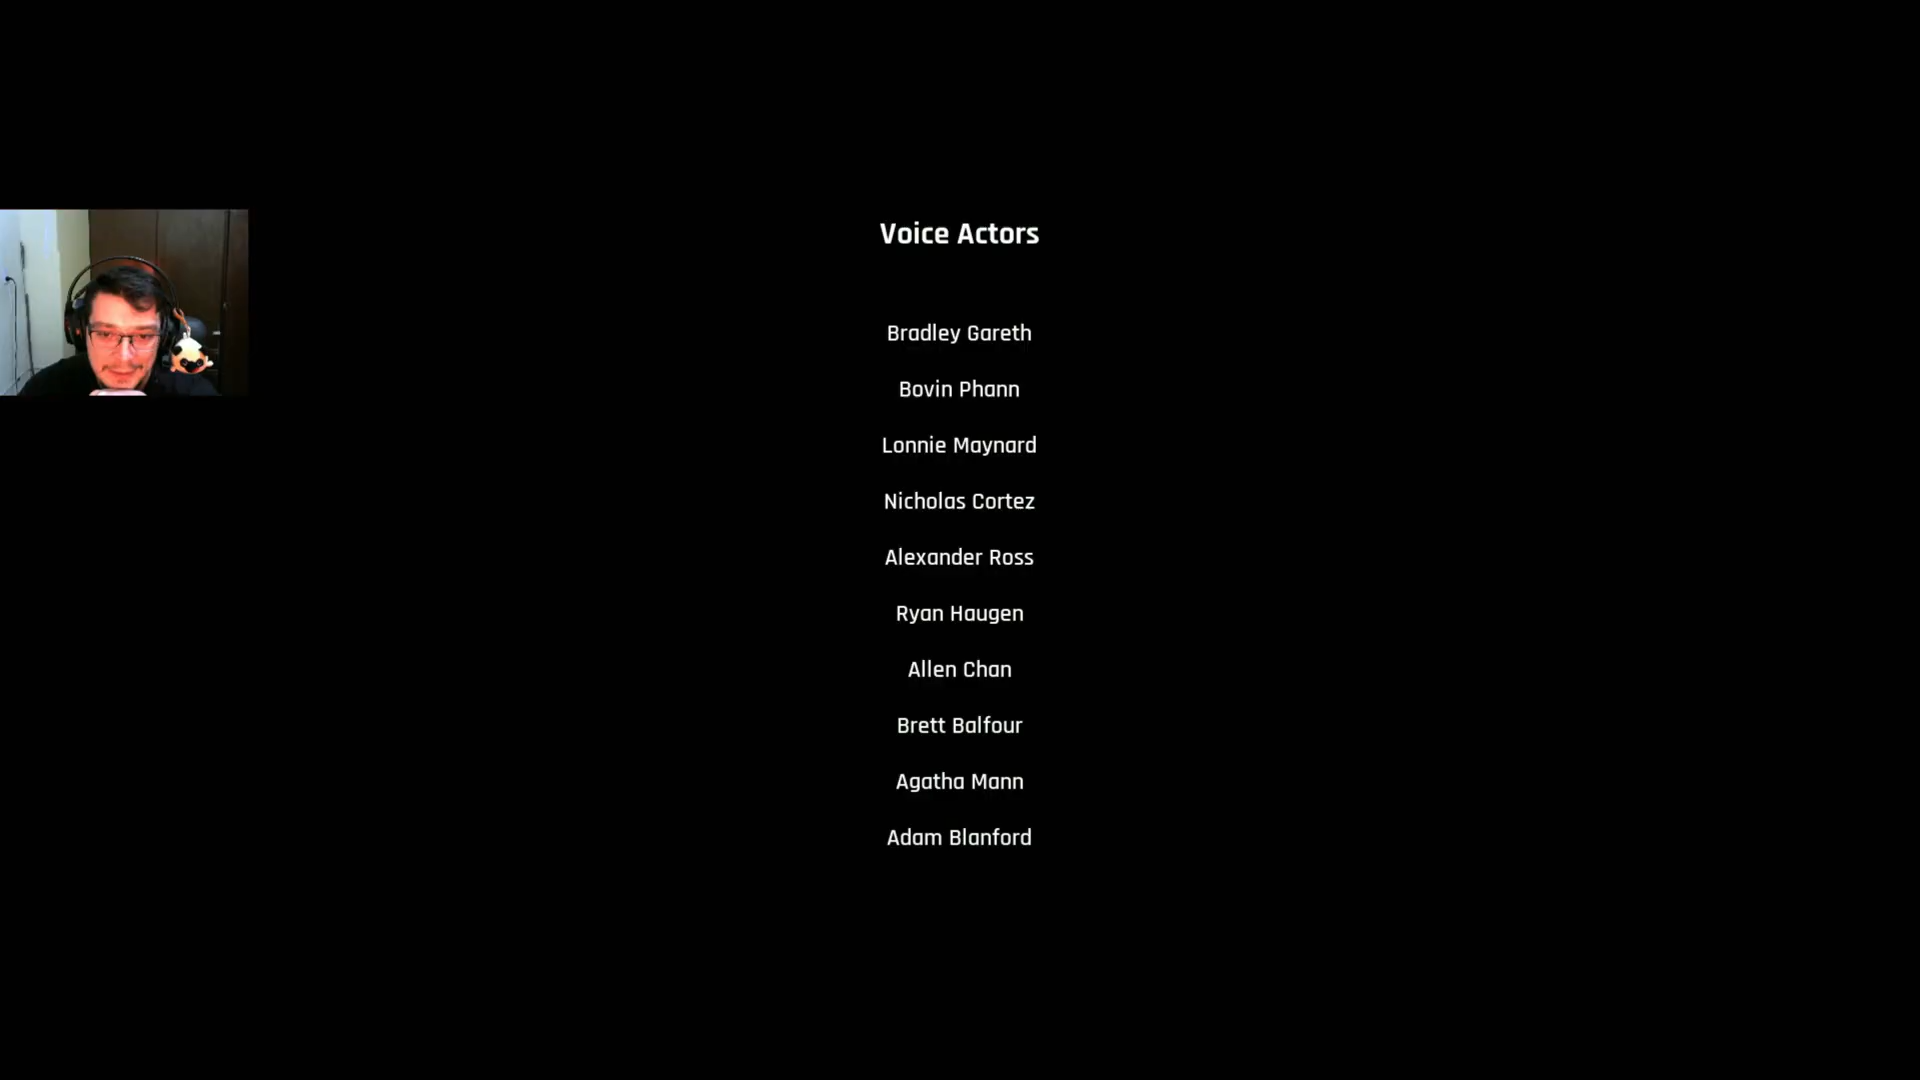 Voice Actors
Bradley Gareth
Bovin Phann
Lonnie Maynard
Nicholas Cortez
Alexander Ross
Ryan Haugen
Allen Chan
Brett Balfour
Agatha Mann
Adam Blanford